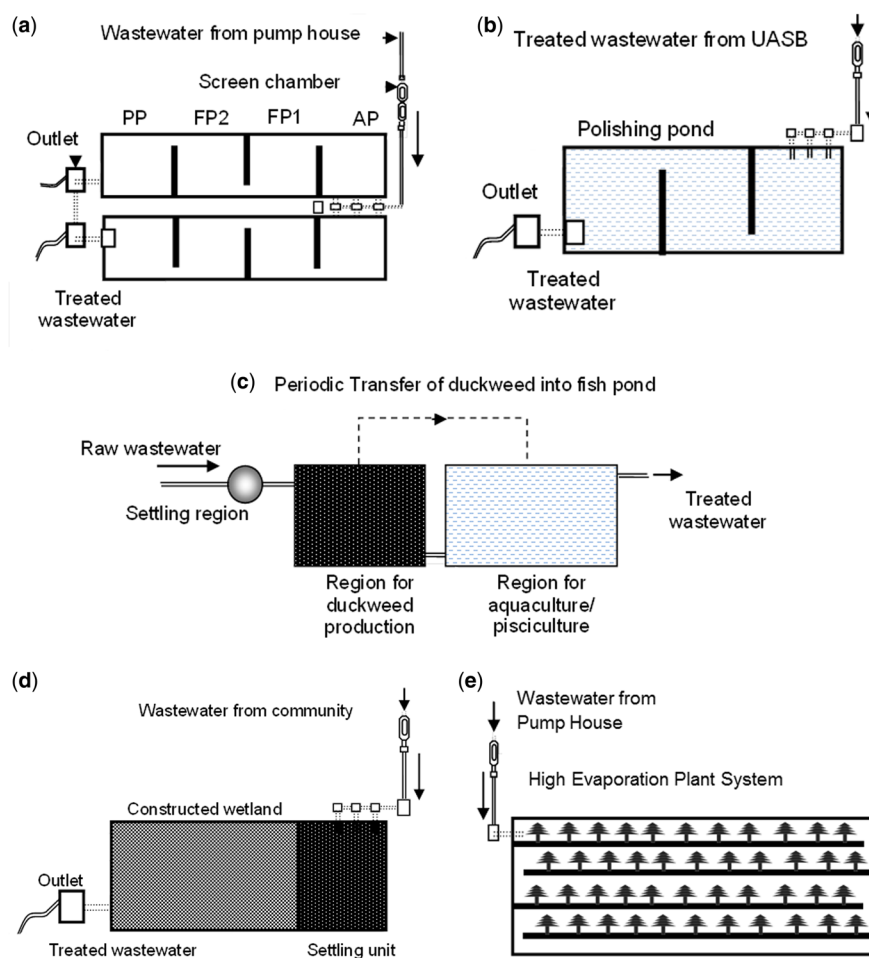 (a)
Wastewater from pump house
Screen chamber
PP FP2 FP1 AP
Outlet
Treated
wastewater
(b)
Treated wastewater from UASB
Polishing pond
Outlet
Treated
wastewater
(c)
Periodic Transfer of duckweed into fish pond
Raw wastewater
Settling region
Treated
wastewater
Region for
duckweed
production
Region for
aquaculture/
pisciculture
(d)
Wastewater from community
Constructed wetland
Outlet
Treated wastewater
Settling unit
(e)
Wastewater from
Pump House
High Evaporation Plant System